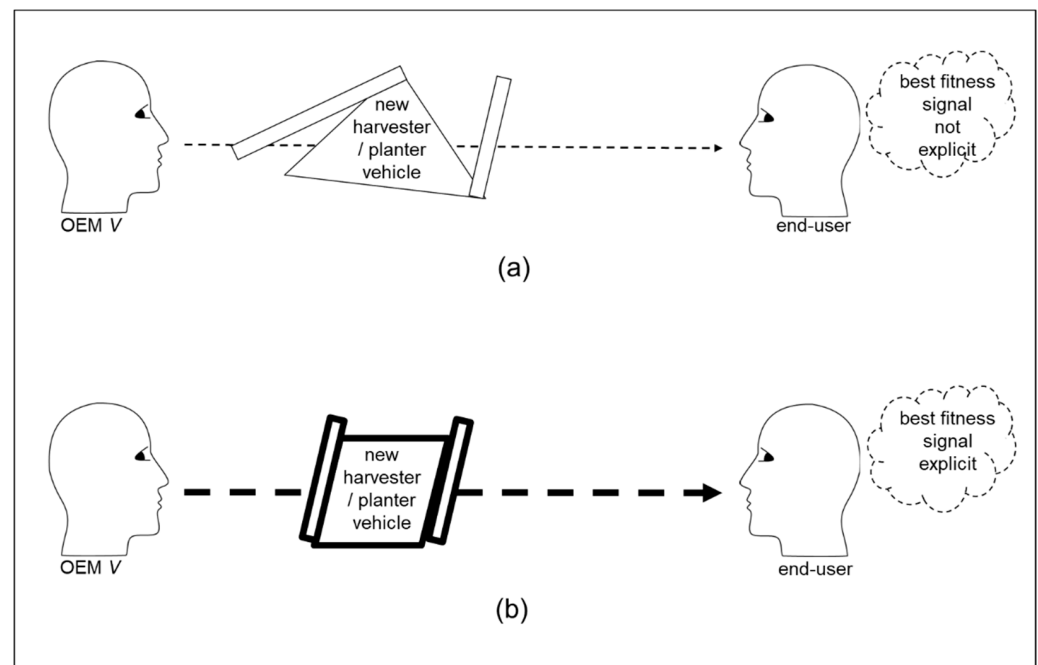 new
harvester
/ planter
vehicle
best fitness
signal
not
explicit
OEM V
end-user
(a)
new
harvester
/ planter
vehicle
best fitness
signal
explicit
OEM V
end-user
(b)